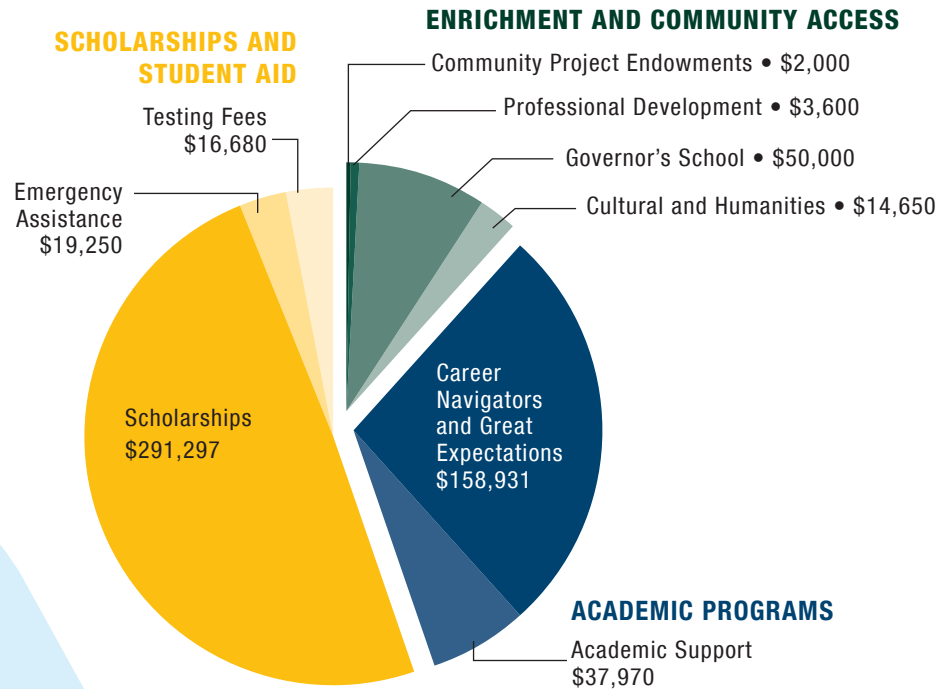 SCHOLARSHIPS AND
STUDENT AID
Testing Fees
$16,680
Emergency
Assistance
$19,250
Scholarships
$291,297
ENRICHMENT AND COMMUNITY ACCESS
Community Project Endowments • $2,000
Professional Development • $3,600
Governor’s School • $50,000
Cultural and Humanities • $14,650
Career
Navigators
and Great
Expectations
$158,931
ACADEMIC PROGRAMS
Academic Support
$37,970